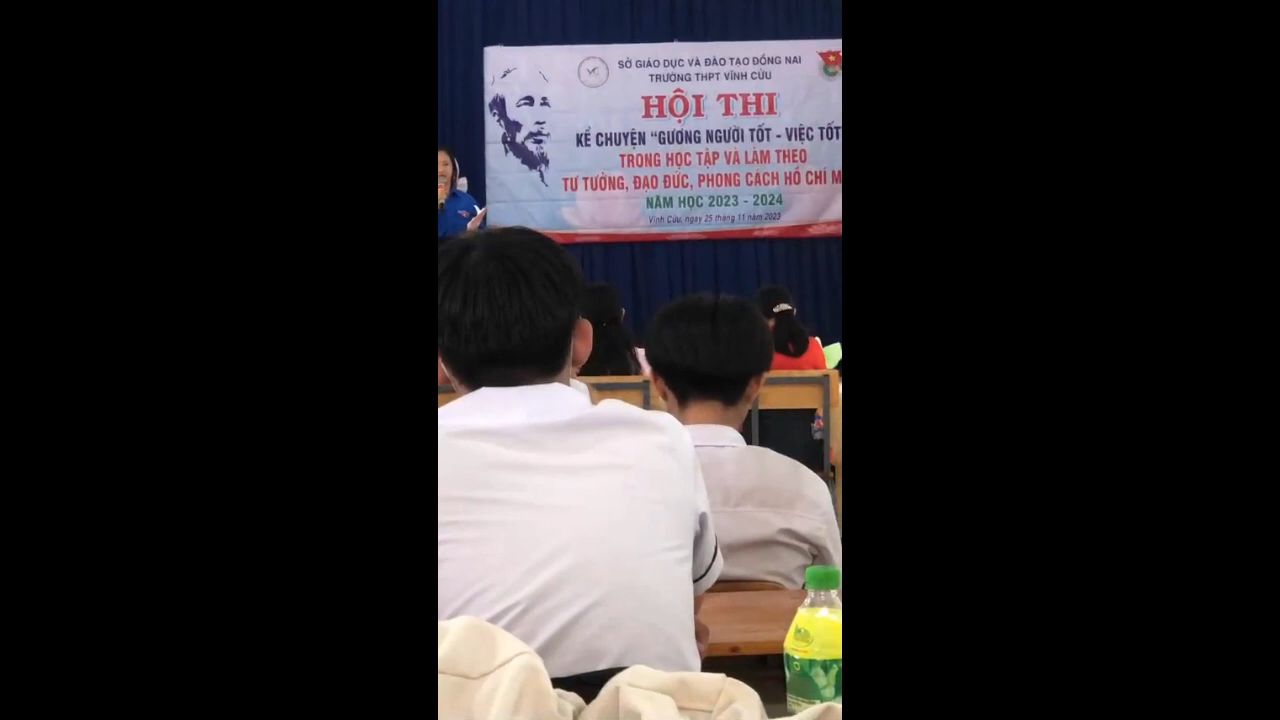 SỞ GIÁO DỤC VÀ ĐÀO TẠO ĐỒNG NAI
TRƯỜNG THPT VĨNH CỬU
HỘI THI
KỂ CHUYỆN “GƯƠNG NGƯỜI TỐT - VIỆC TỐT
TRONG HỌC TẬP VÀ LÀM THEO
TƯ TƯỞNG, ĐẠO ĐỨC, PHONG CÁCH HỒ CHÍ M
NĂM HỌC 2023 - 2024
Vĩnh Cửu, ngày 25 tháng 11 năm 2023